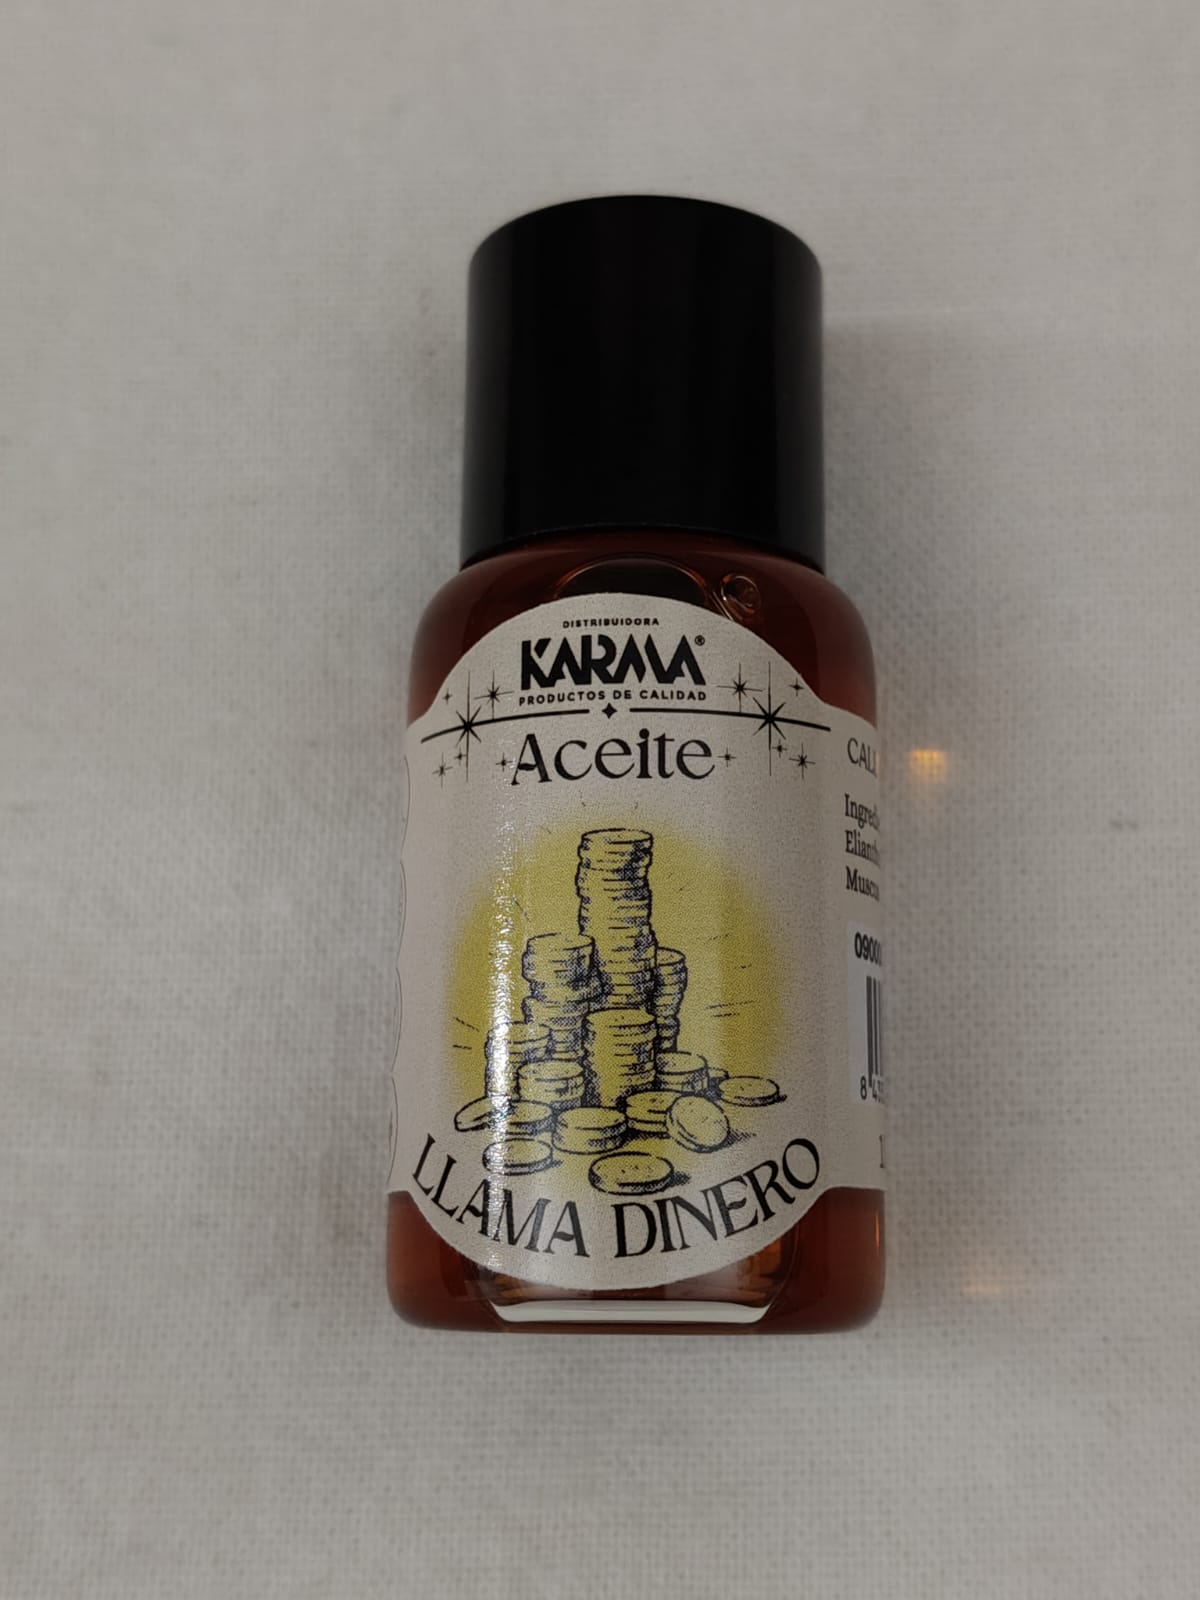 DISTRIBUIDORA
KARMA®
PRODUCTOS DE CALIDAD
Aceite
LLAMA DINERO